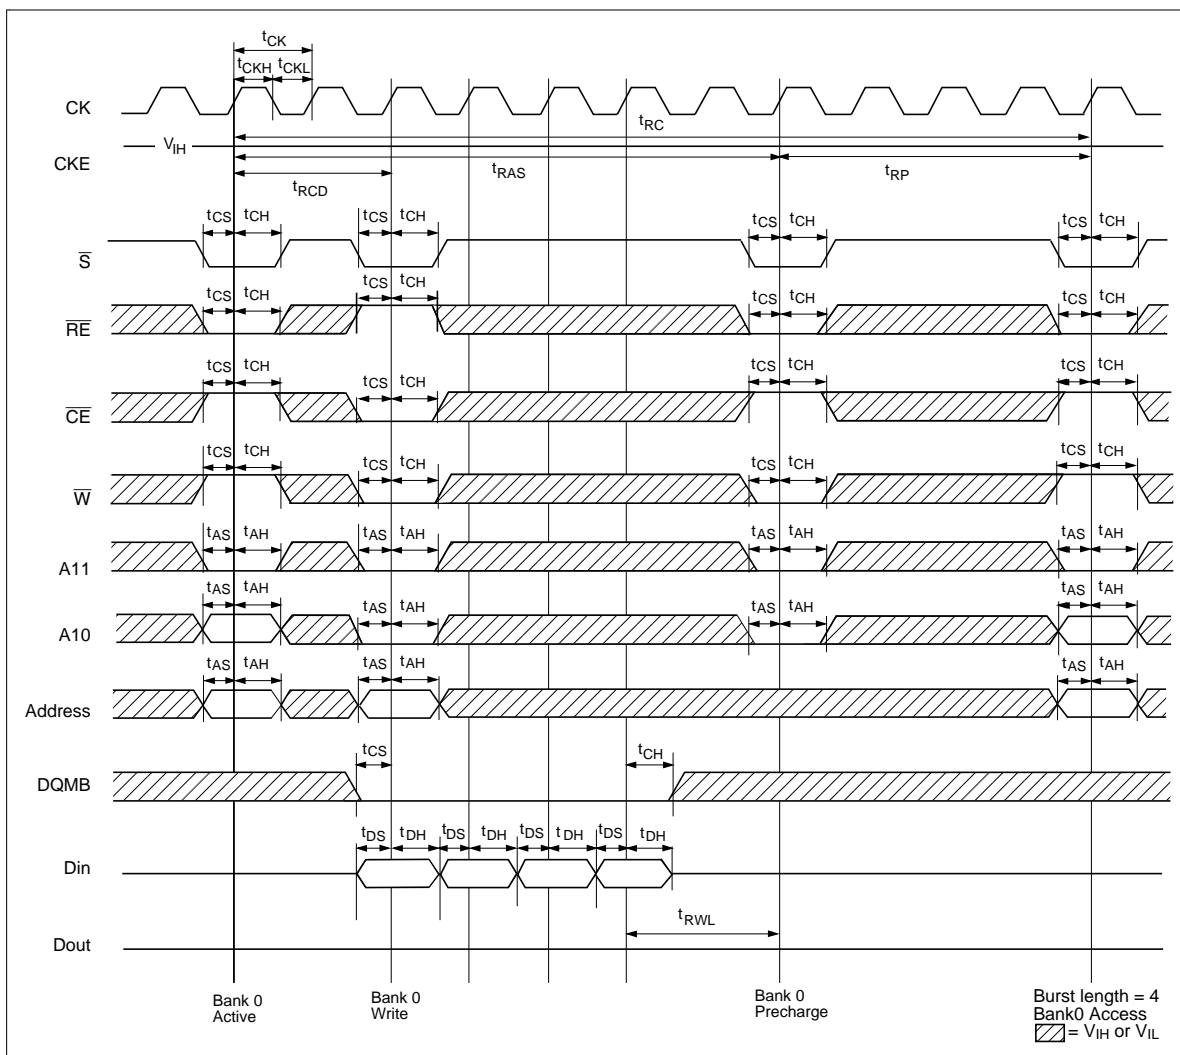 tCK
tCKH tCKL
CK
tRC
VIH
CKE
tRAS tRP
tRCD
tCS tCH tCS tCH tCS tCH tCS tCH
S
tCS tCH tCS tCH tCS tCH tCS tCH
RE
tCS tCH tCS tCH tCS tCH tCS tCH
CE
tCS tCH tCS tCH tCS tCH tCS tCH
W
tAS tAH tAS tAH tAS tAH tAS tAH
A11
tAS tAH tAS tAH tAS tAH tAS tAH
A10
tAS tAH tAS tAH tAS tAH
Address
tCS tCH
DQMB
tDS tDH tDS tDH tDS tDH tDS tDH
Din
tRWL
Dout
Bank 0
Active
Bank 0
Write
Bank 0
Precharge
Burst length = 4
Bank0 Access
= VIH or VIL